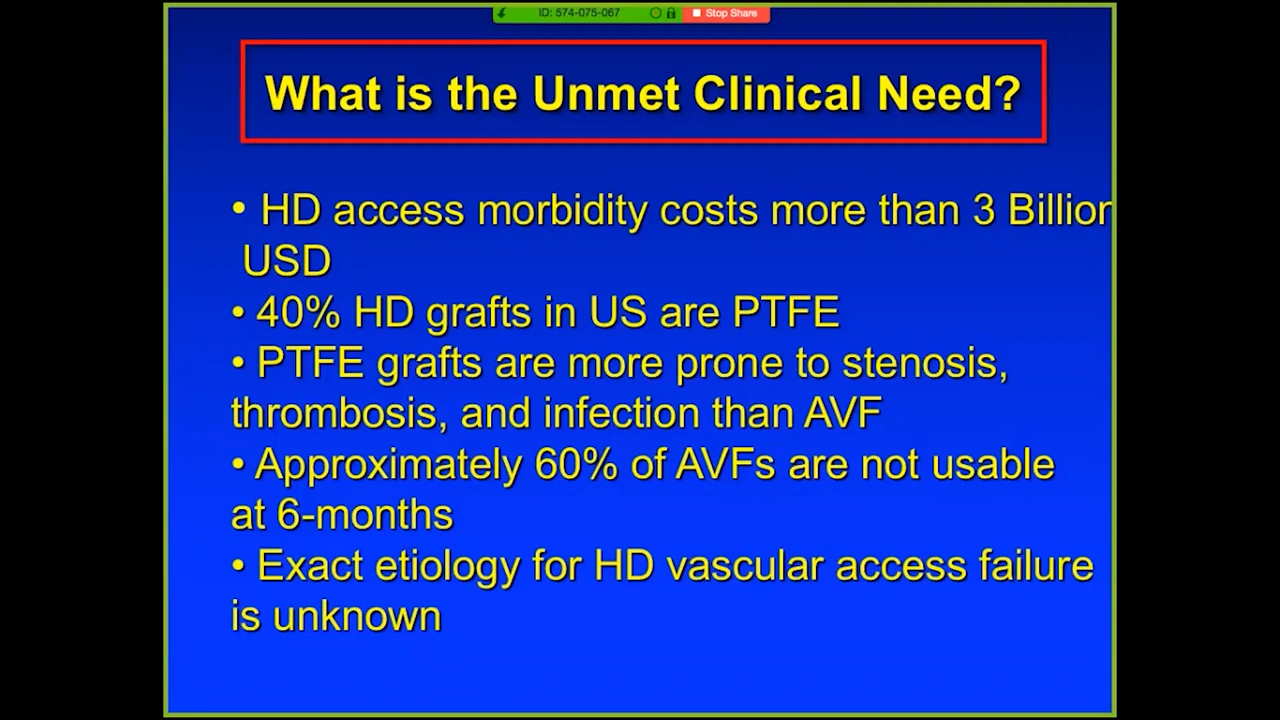 ID: 574-075-067
Stop Share
What is the Unmet Clinical Need?
• HD access morbidity costs more than 3 Billion
USD
• 40% HD grafts in US are PTFE
• PTFE grafts are more prone to stenosis,
thrombosis, and infection than AVF
• Approximately 60% of AVFs are not usable
at 6-months
• Exact etiology for HD vascular access failure
is unknown